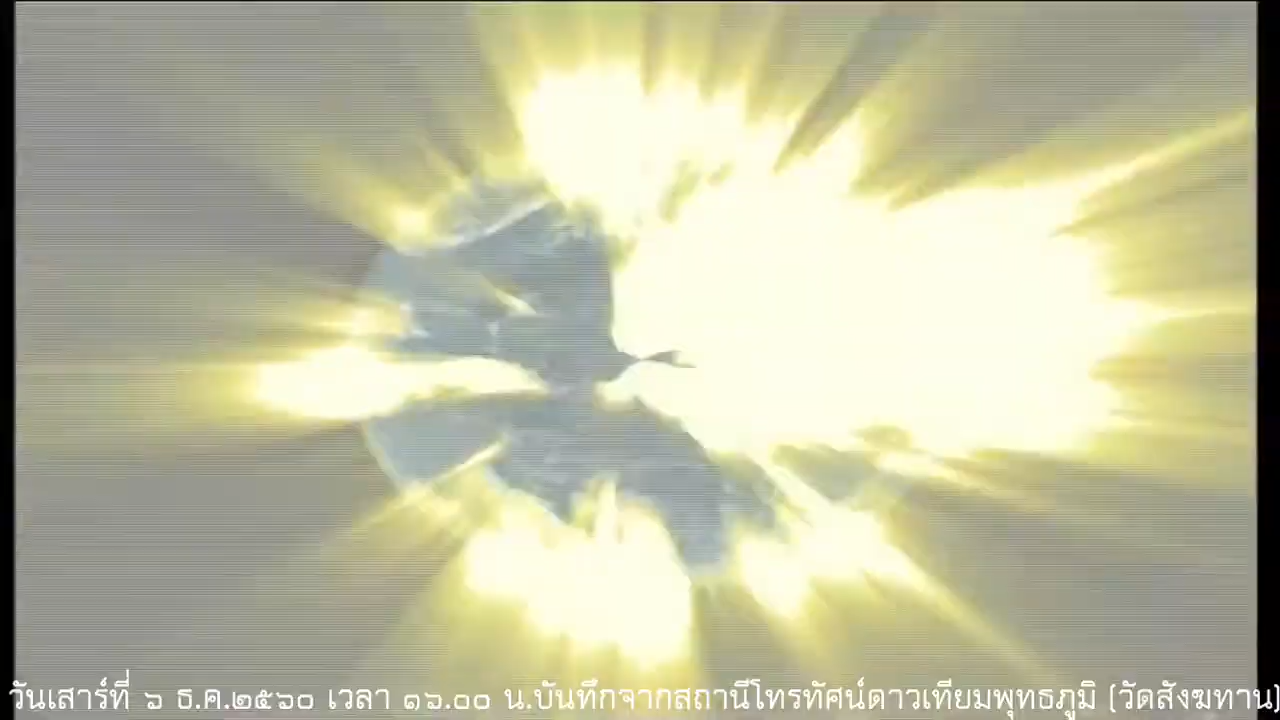 วันเสาร์ที่ ๖ ธ.ค.๒๕๖๐ เวลา ๑๖.๐๐ น.บันทึกจากสถานีโทรทัศน์ดาวเทียมพุทธภูมิ (วัดสังฆทาน)